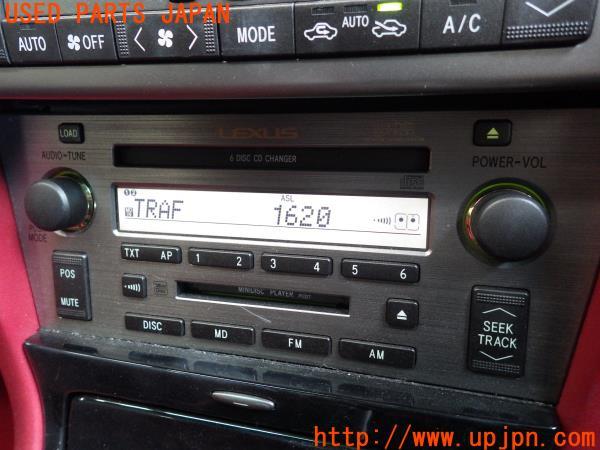 USED PARTS JAPAN
AUTO
OFF
MODE
AUTO
A/C
LOAD
LEXUS
AUDIO-TUNE
6 DISC CD CHANGER
POWER-VOL
ASL
TRAF 1620
MODE
TXT AP 1 2 3 4 5 6
POS
MUTE
MINIDISC PLAYER
SEEK
TRACK
DISC
MD
FM
AM
http://www.upjpn.com